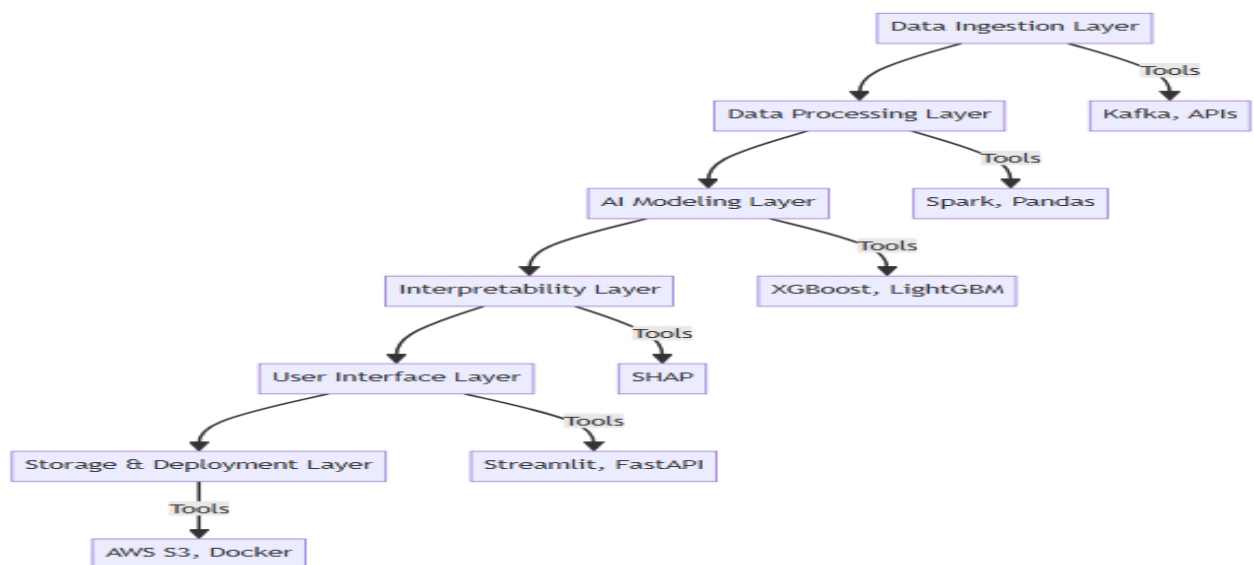 Data Ingestion Layer
Tools
Data Processing Layer
Kafka, APIs
Tools
AI Modeling Layer
Spark, Pandas
Tools
Interpretability Layer
XGBoost, LightGBM
Tools
User Interface Layer
SHAP
Tools
Storage & Deployment Layer
Streamlit, FastAPI
Tools
AWS S3, Docker